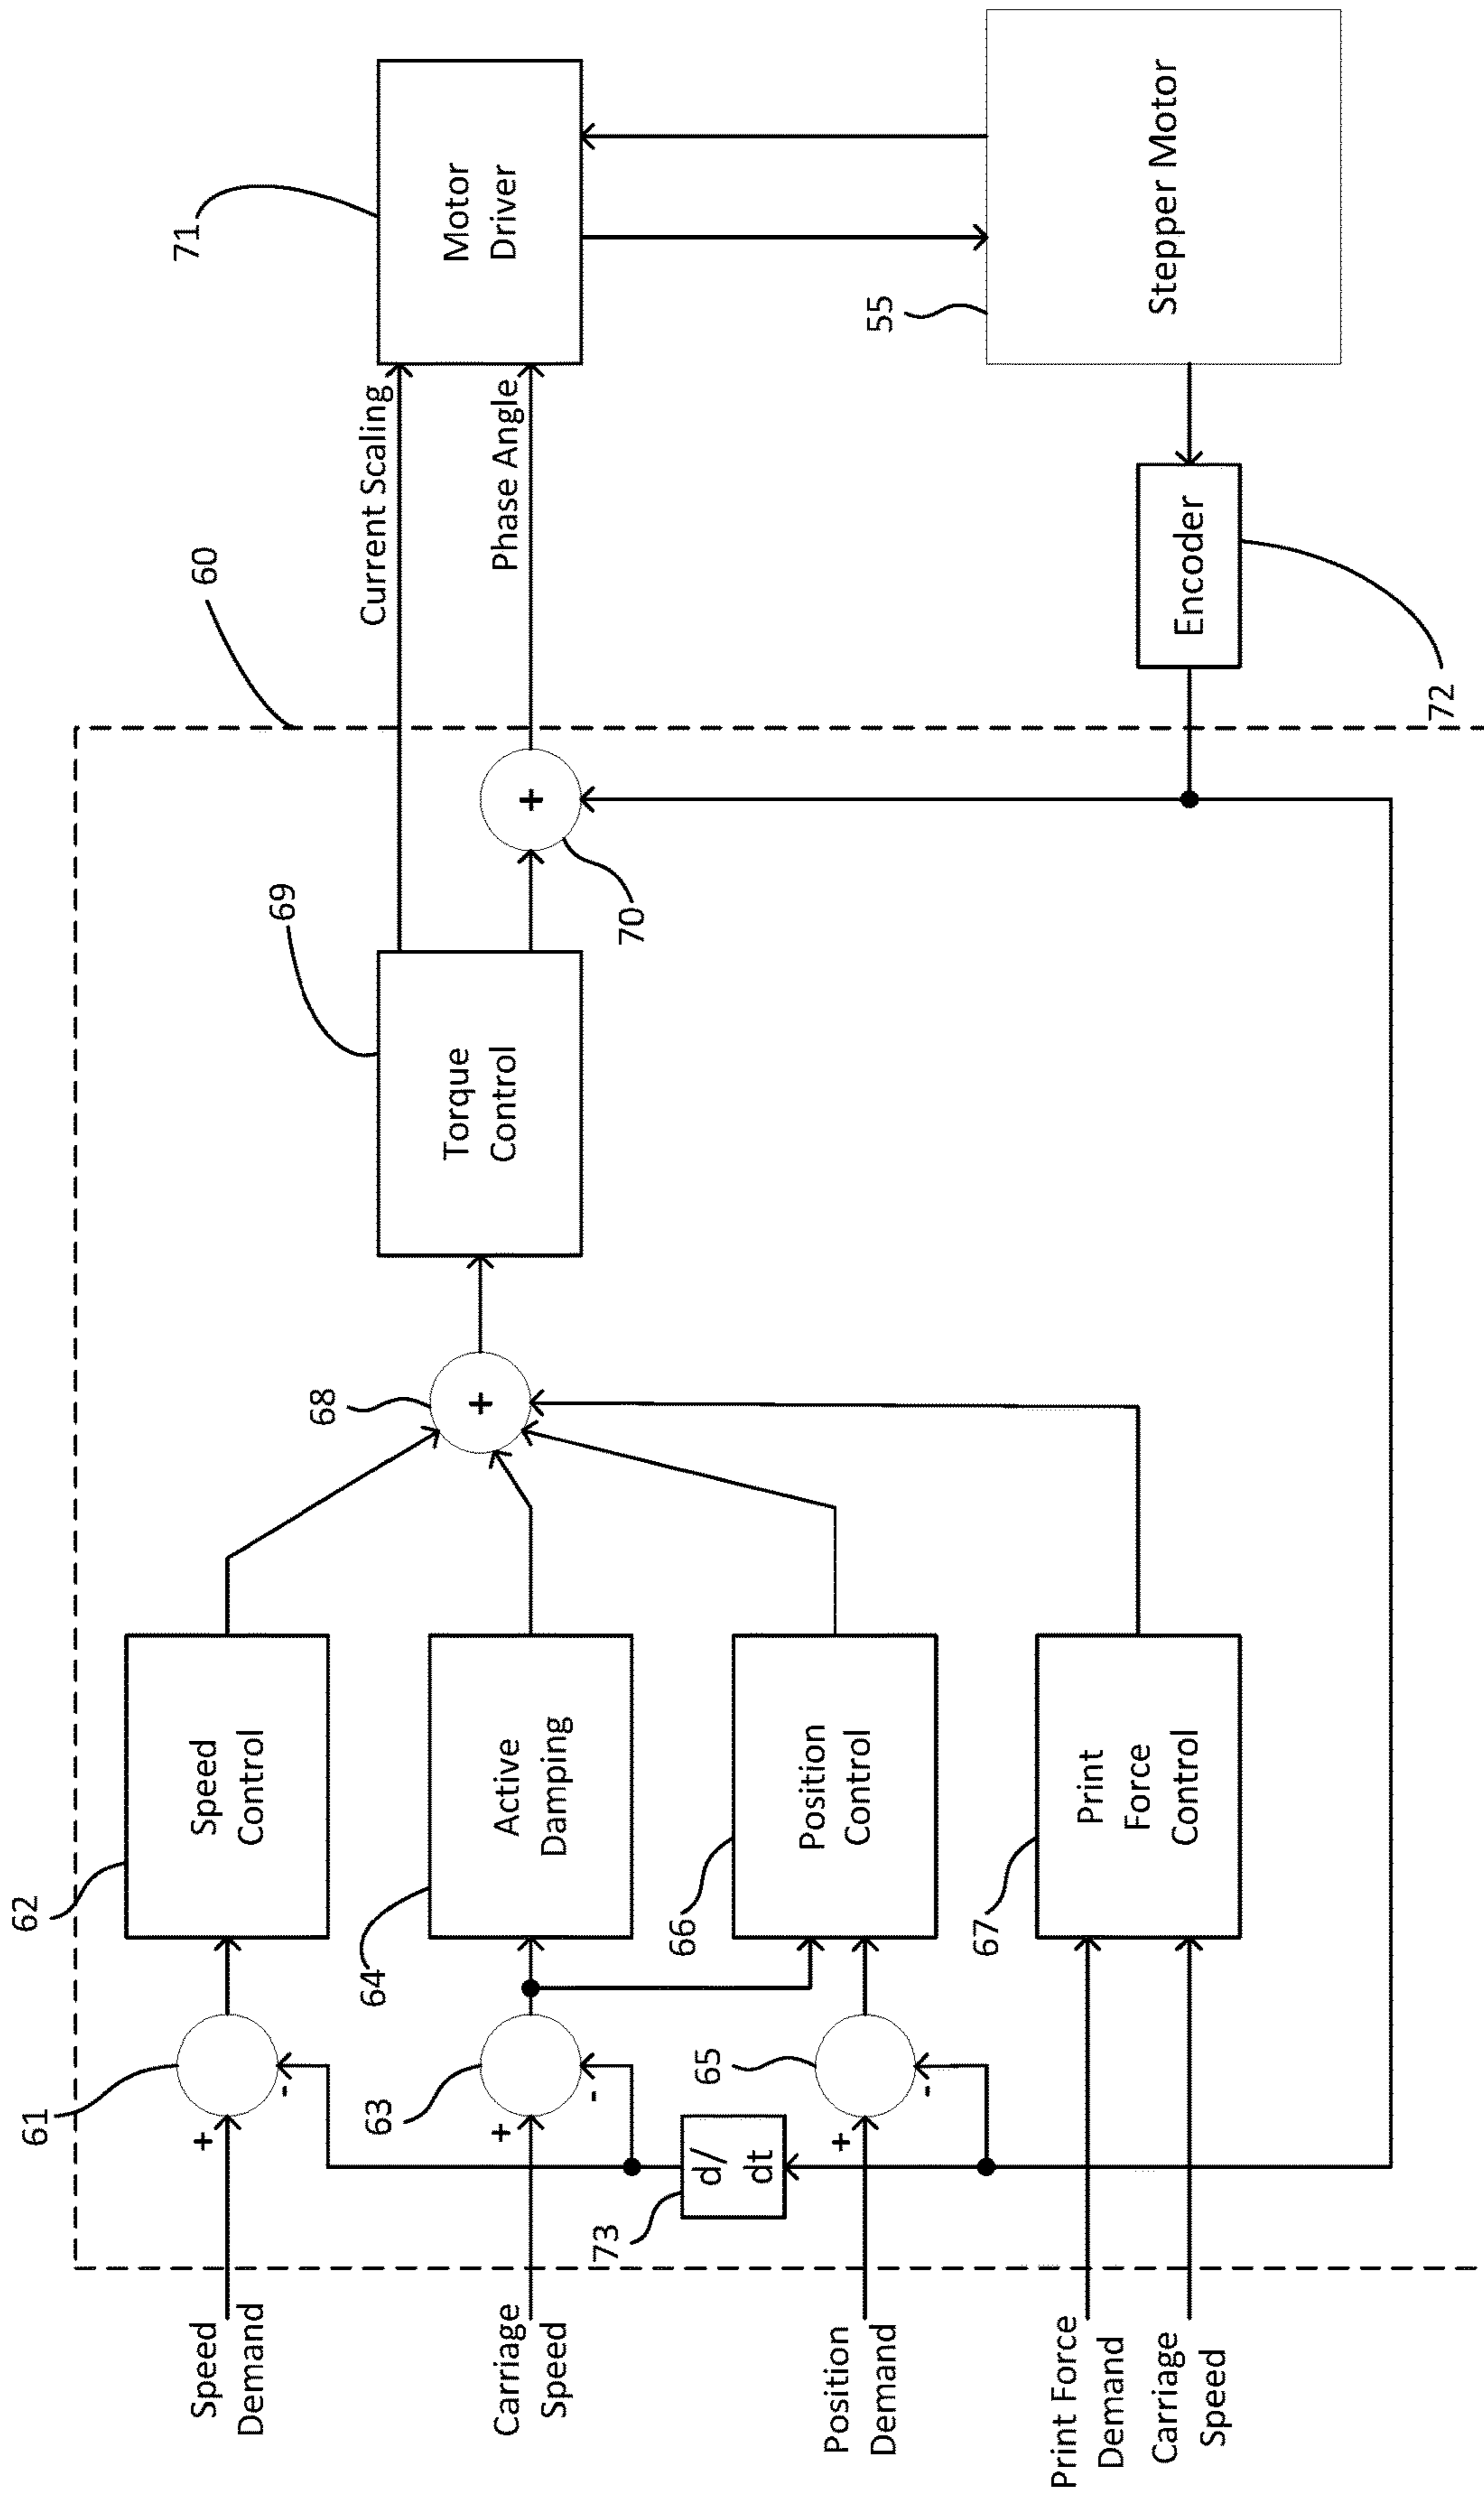 Speed
Demand
+
-
61
62
Speed
Control
Carriage
Speed
+
-
63
64
Active
Damping
73
d/
dt
Position
Demand
+
-
65
66
Position
Control
Print Force
Demand
Carriage
Speed
67
Print
Force
Control
68
+
69
Torque
Control
70
+
60
Current Scaling
Phase Angle
71
Motor
Driver
55
Stepper Motor
Encoder
72